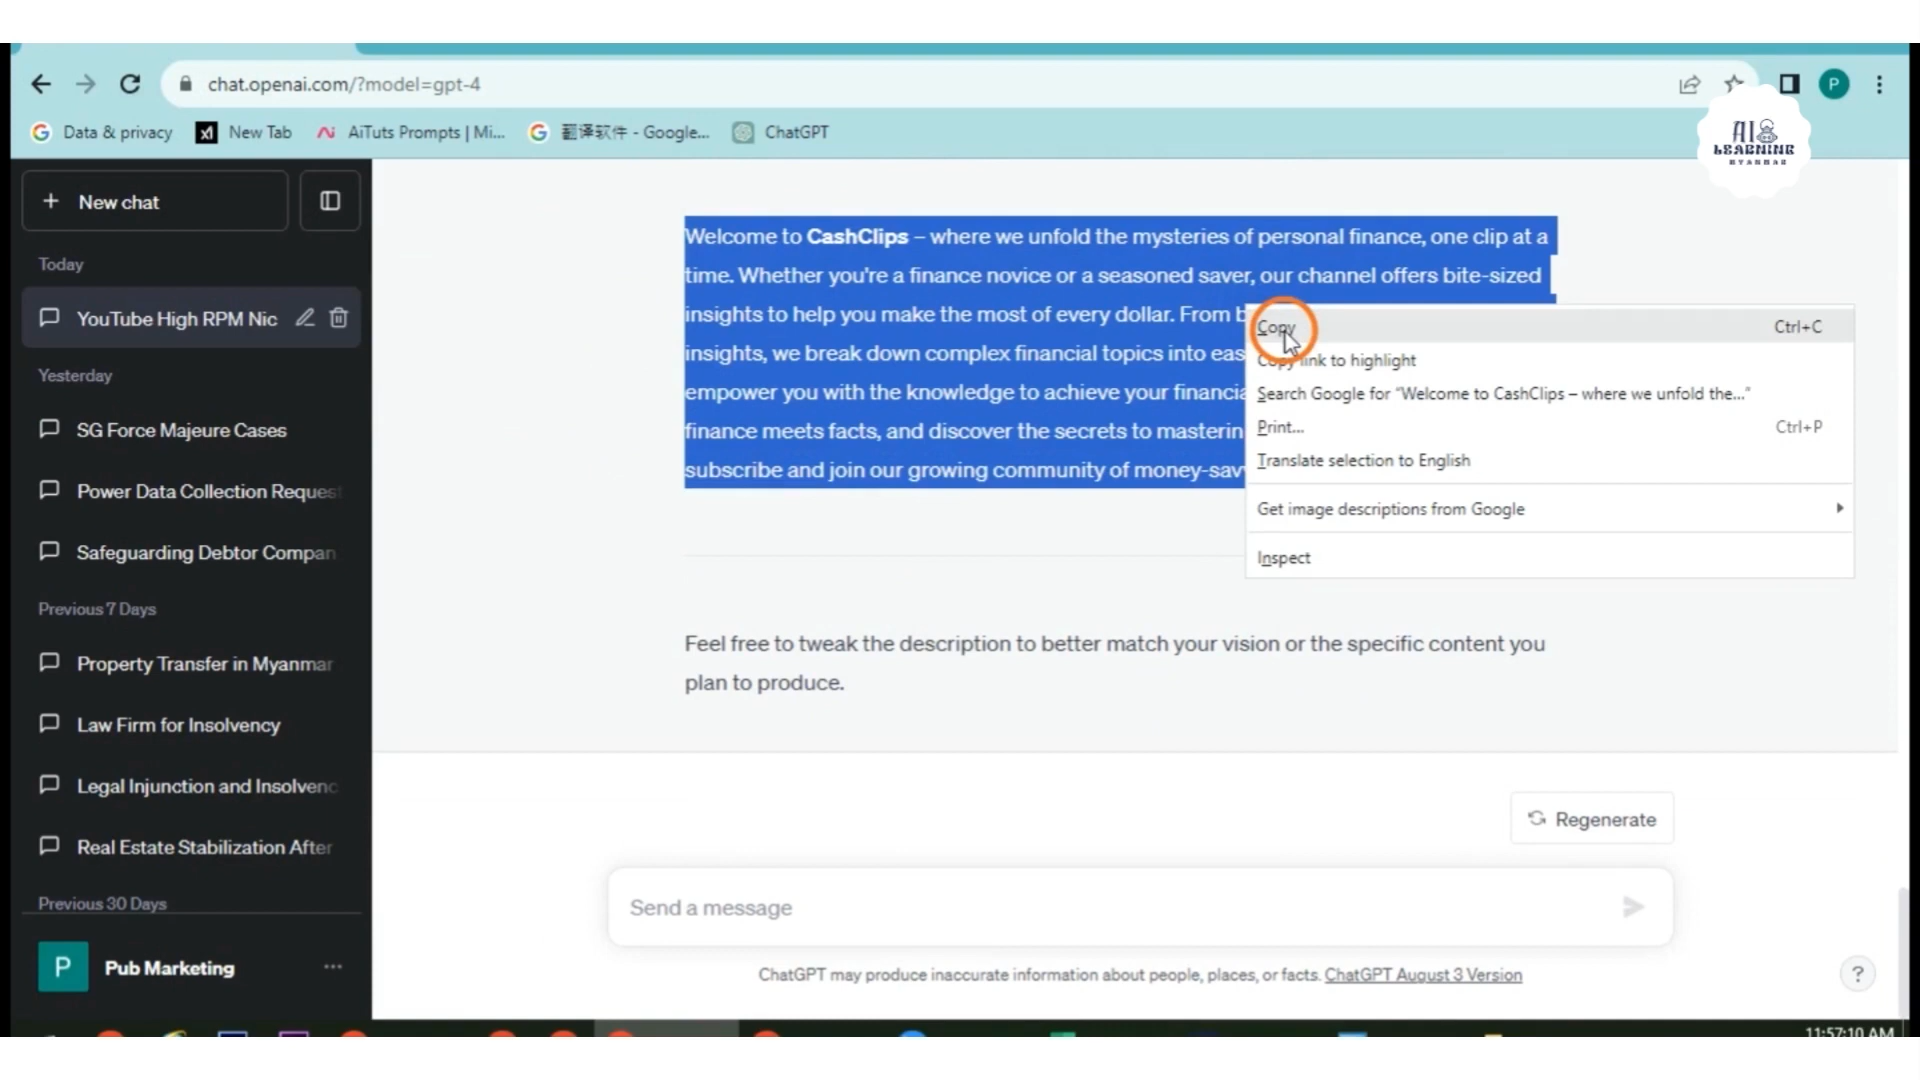 chat.openai.com/?model=gpt-4
P
Data & privacy
New Tab
AiTuts Prompts | Mi...
翻译软件 - Google...
ChatGPT
AI
LEARNING
MYANMAR
New chat
Today
YouTube High RPM Nic
Yesterday
SG Force Majeure Cases
Power Data Collection Request
Safeguarding Debtor Compan
Previous 7 Days
Property Transfer in Myanmar
Law Firm for Insolvency
Legal Injunction and Insolvenc
Real Estate Stabilization After
Previous 30 Days
P
Pub Marketing
Welcome to CashClips – where we unfold the mysteries of personal finance, one clip at a
time. Whether you're a finance novice or a seasoned saver, our channel offers bite-sized
insights to help you make the most of every dollar. From b
insights, we break down complex financial topics into eas
empower you with the knowledge to achieve your financia
finance meets facts, and discover the secrets to masterin
subscribe and join our growing community of money-sav
Copy Ctrl+C
Copy link to highlight
Search Google for “Welcome to CashClips – where we unfold the...”
Print... Ctrl+P
Translate selection to English
Get image descriptions from Google
Inspect
Feel free to tweak the description to better match your vision or the specific content you
plan to produce.
Regenerate
Send a message
ChatGPT may produce inaccurate information about people, places, or facts. ChatGPT August 3 Version
?
11:57:10 AM